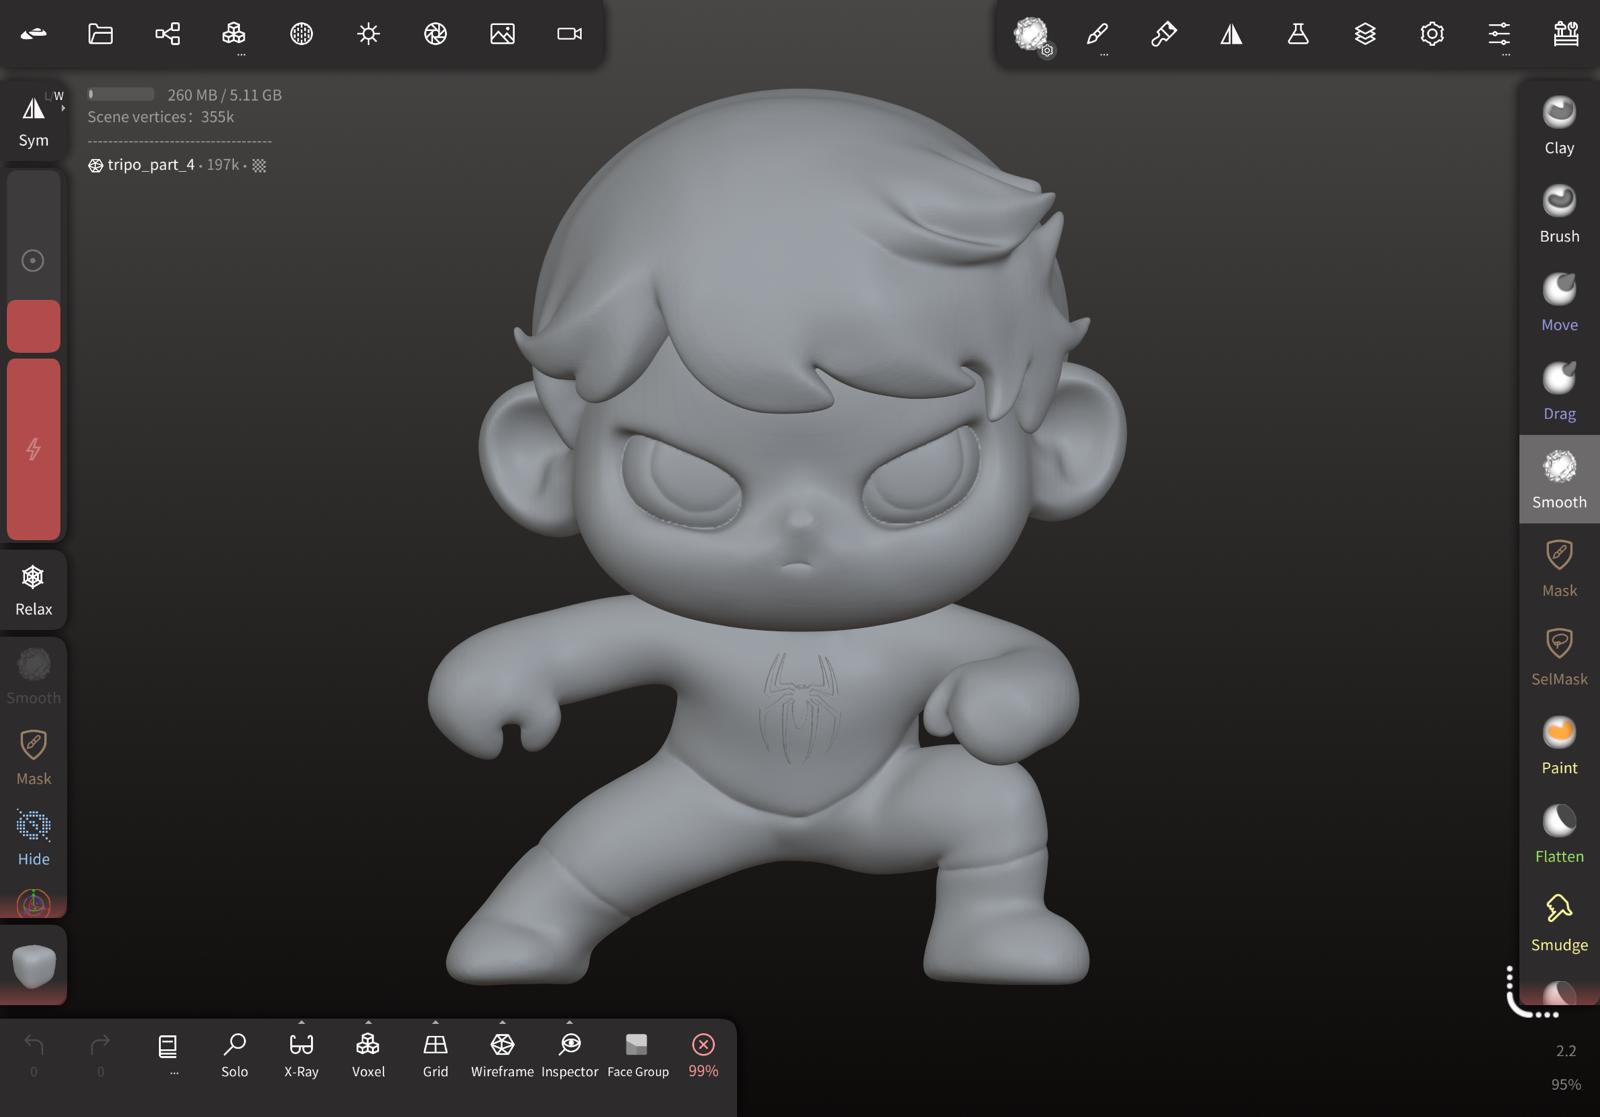 260 MB / 5.11 GB
Scene vertices: 355k
tripo_part_4 • 197k •
L/W
Sym
Relax
Smooth
Mask
Hide
Clay
Brush
Move
Drag
Smooth
Mask
SelMask
Paint
Flatten
Smudge
0
0
...
Solo
X-Ray
Voxel
Grid
Wireframe
Inspector
Face Group
99%
2.2
95%